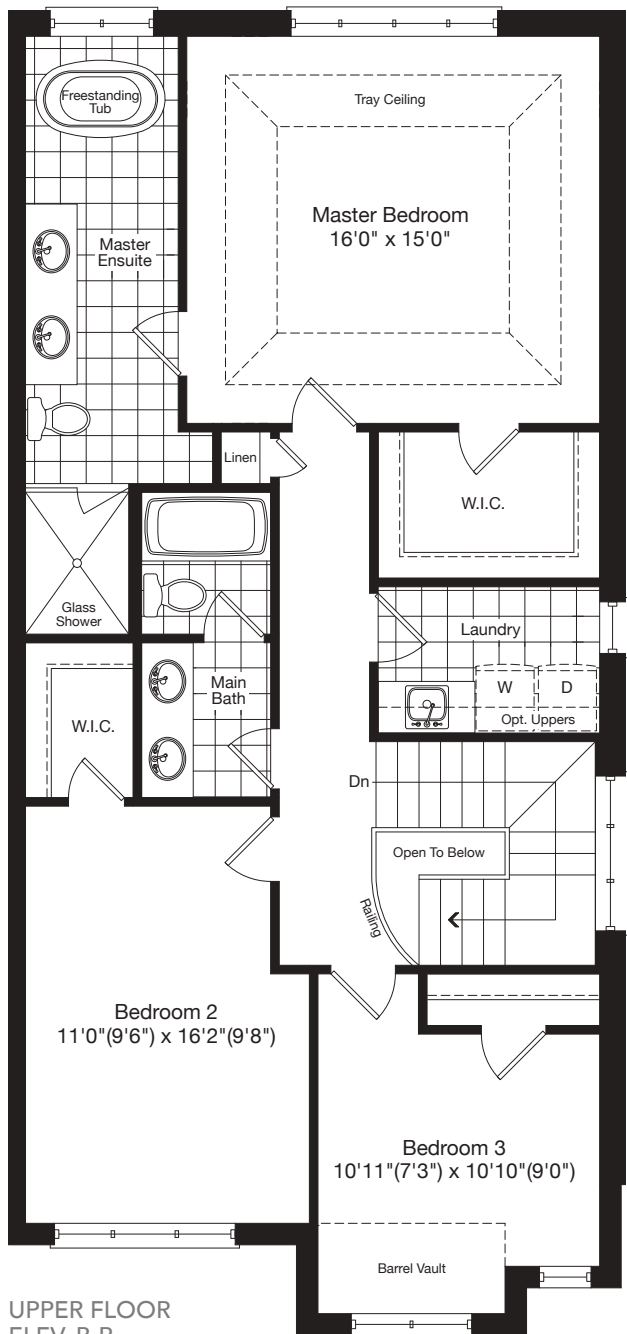 Freestanding
Tub
Tray Ceiling
Master Bedroom
16'0" x 15'0"
Master
Ensuite
Linen
W.I.C.
Glass
Shower
Laundry
Main
Bath
W
D
Opt. Uppers
W.I.C.
Dn
Open To Below
Railing
Bedroom 2
11'0"(9'6") x 16'2"(9'8")
Bedroom 3
10'11"(7'3") x 10'10"(9'0")
Barrel Vault
UPPER FLOOR
ELEV. B-B